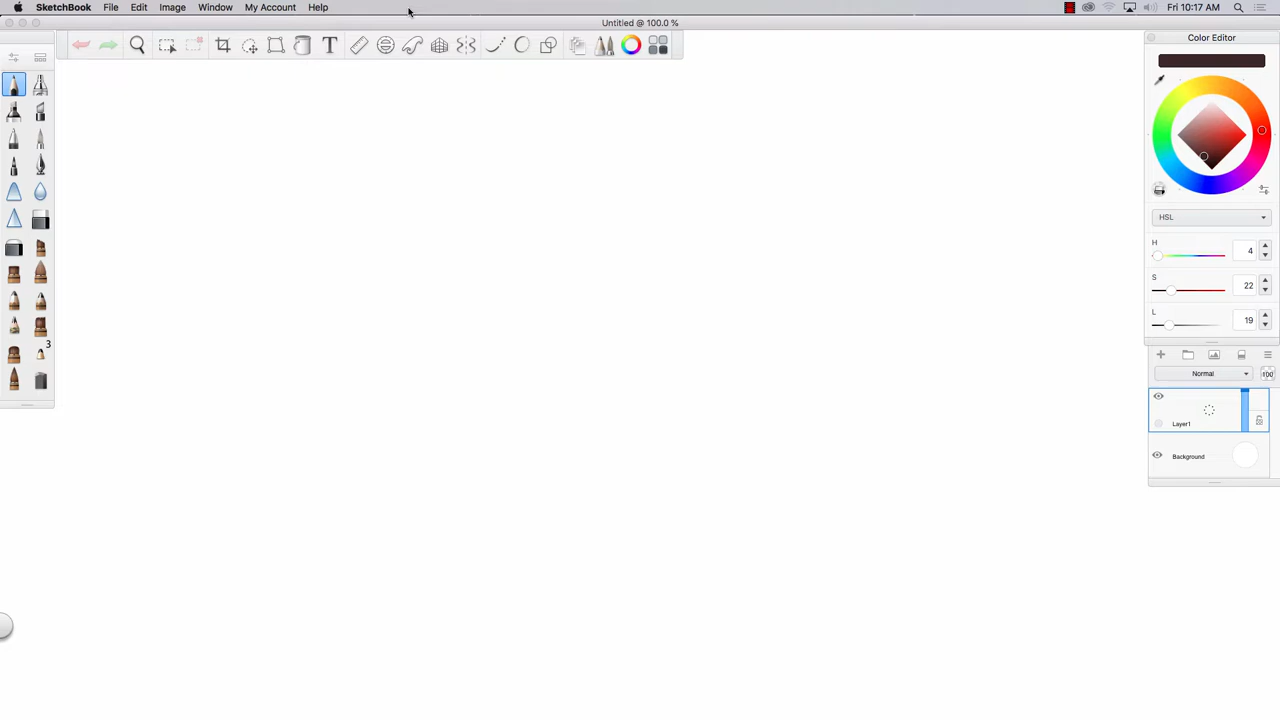 SketchBook File Edit Image Window My Account Help Fri 10:17 AM
Untitled @ 100.0 %
Color Editor
HSL
H 4
S 22
L 19
3
Normal 100
Layer1
Background